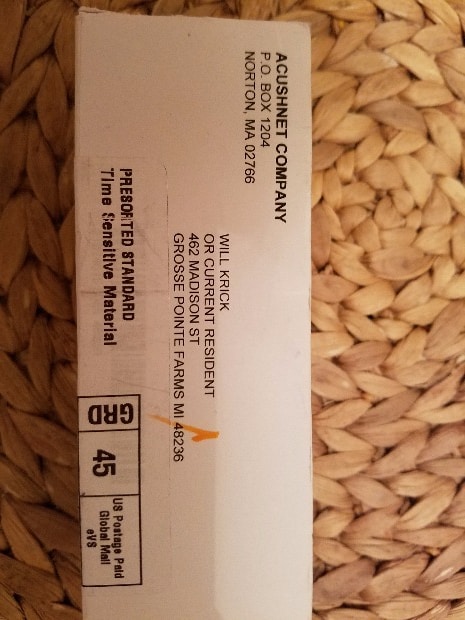 ACUSHNET COMPANY
P.O. BOX 1204
NORTON, MA 02766
WILL KRICK
OR CURRENT RESIDENT
462 MADISON ST
GROSSE POINTE FARMS MI 48236
PRESORTED STANDARD
Time Sensitive Material
GRD
45
US Postage Paid
Global Mail
eVS